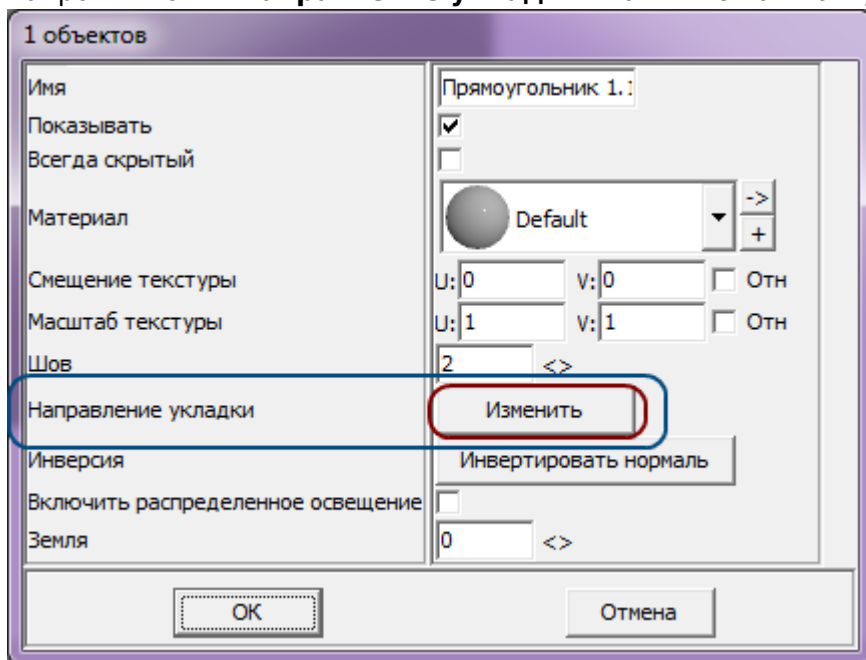 1 объектов
Имя Прямоугольник 1.1
Показывать
Всегда скрытый
Материал Default ->
+
Смещение текстуры U: 0 V: 0 Отн
Масштаб текстуры U: 1 V: 1 Отн
Шов 2 <>
Направление укладки Изменить
Инверсия Инвертировать нормаль
Включить распределенное освещение
Земля 0 <>
OK Отмена